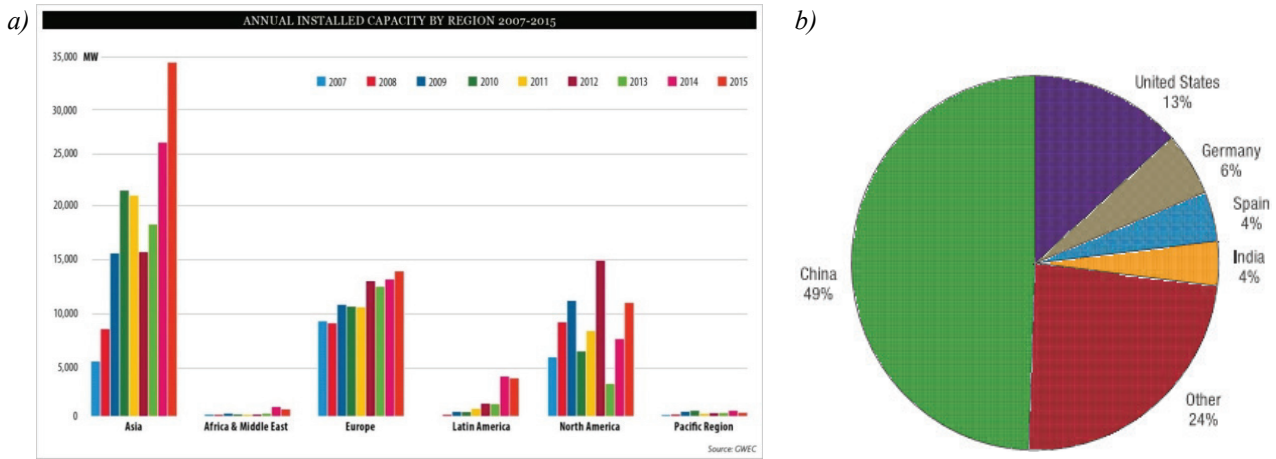 a)
ANNUAL INSTALLED CAPACITY BY REGION 2007-2015
35,000 MW
2007 2008 2009 2010 2011 2012 2013 2014 2015
30,000
25,000
20,000
15,000
10,000
5,000
0
Asia Africa & Middle East Europe Latin America North America Pacific Region
Source: GWEC
b)
United States
13%
Germany
6%
Spain
4%
India
4%
Other
24%
China
49%